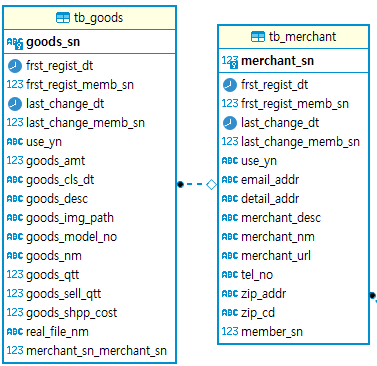 tb_goods
ABC goods_sn
frst_regist_dt
123 frst_regist_memb_sn
last_change_dt
123 last_change_memb_sn
ABC use_yn
123 goods_amt
ABC goods_cls_dt
ABC goods_desc
ABC goods_img_path
ABC goods_model_no
ABC goods_nm
123 goods_qtt
123 goods_sell_qtt
123 goods_shpp_cost
ABC real_file_nm
123 merchant_sn_merchant_sn
tb_merchant
123 merchant_sn
frst_regist_dt
123 frst_regist_memb_sn
last_change_dt
123 last_change_memb_sn
ABC use_yn
ABC email_addr
ABC detail_addr
ABC merchant_desc
ABC merchant_nm
ABC merchant_url
ABC tel_no
ABC zip_addr
ABC zip_cd
123 member_sn